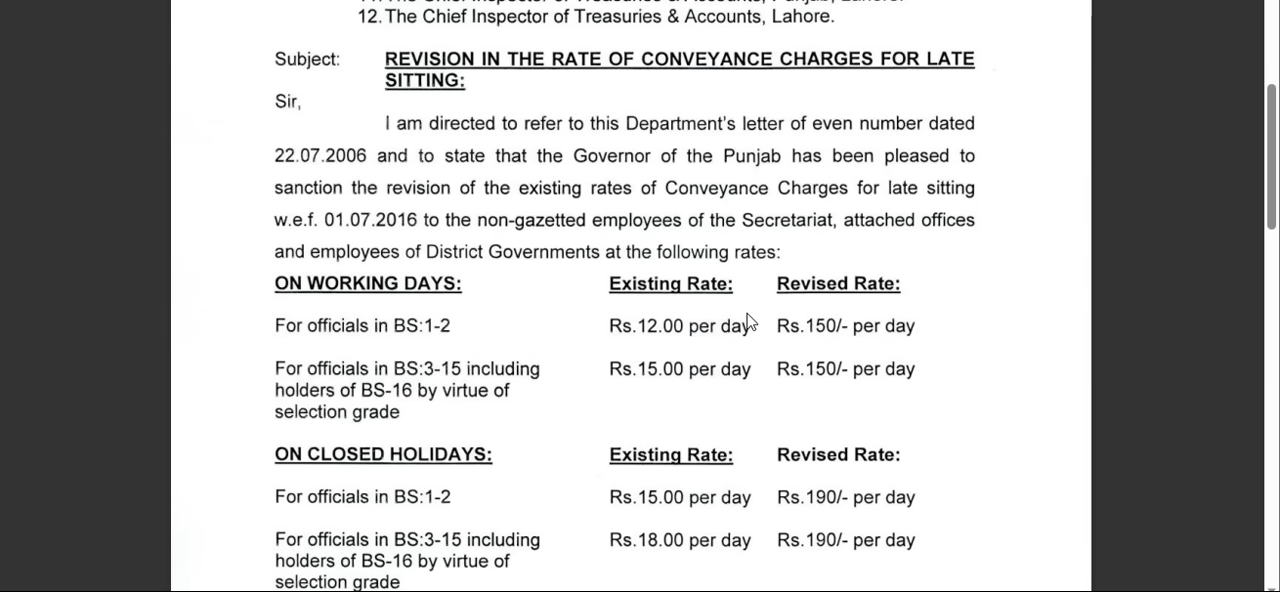 12. The Chief Inspector of Treasuries & Accounts, Lahore.
Subject: REVISION IN THE RATE OF CONVEYANCE CHARGES FOR LATE
SITTING:
Sir,
I am directed to refer to this Department's letter of even number dated
22.07.2006 and to state that the Governor of the Punjab has been pleased to
sanction the revision of the existing rates of Conveyance Charges for late sitting
w.e.f. 01.07.2016 to the non-gazetted employees of the Secretariat, attached offices
and employees of District Governments at the following rates:
ON WORKING DAYS: Existing Rate: Revised Rate:
For officials in BS:1-2 Rs.12.00 per day Rs.150/- per day
For officials in BS:3-15 including Rs.15.00 per day Rs.150/- per day
holders of BS-16 by virtue of
selection grade
ON CLOSED HOLIDAYS: Existing Rate: Revised Rate:
For officials in BS:1-2 Rs.15.00 per day Rs.190/- per day
For officials in BS:3-15 including Rs.18.00 per day Rs.190/- per day
holders of BS-16 by virtue of
selection grade